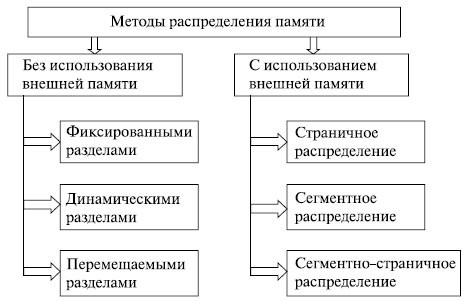 Методы распределения памяти
Без использования
внешней памяти
Фиксированными
разделами
Динамическими
разделами
Перемещаемыми
разделами
С использованием
внешней памяти
Страничное
распределение
Сегментное
распределение
Сегментно-страничное
распределение